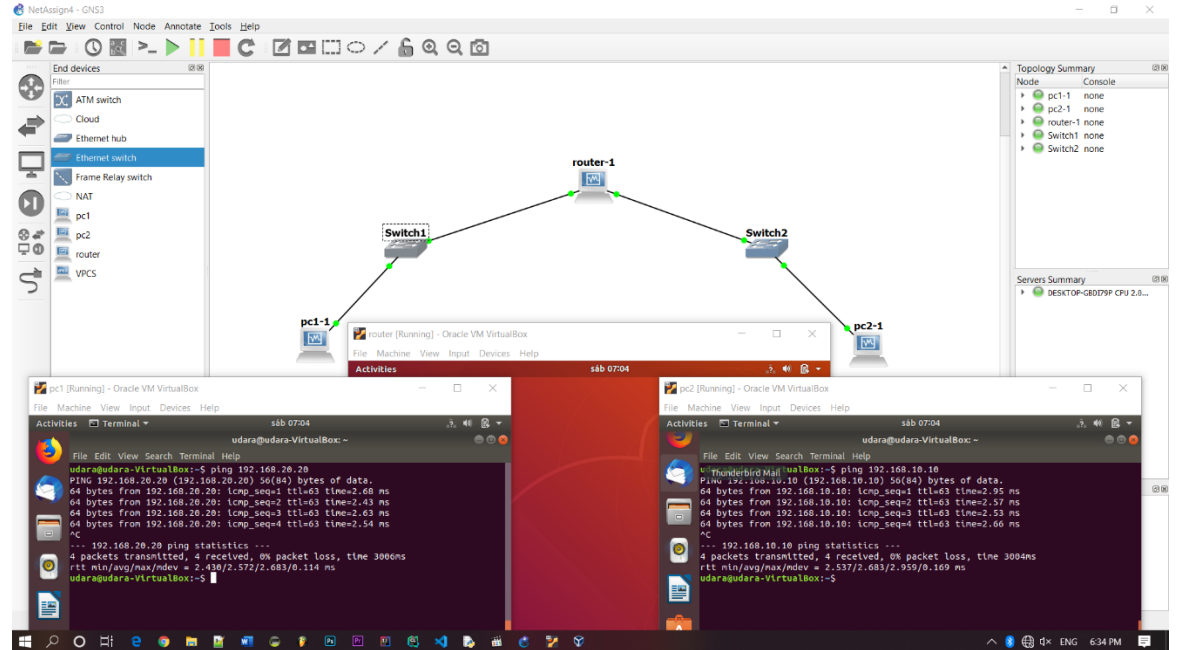 NetAssign4 - GNS3
File Edit View Control Node Annotate Tools Help
End devices
Filter
ATM switch
Cloud
Ethernet hub
Ethernet switch
Frame Relay switch
NAT
pc1
pc2
router
VPCS
router-1
Switch1
Switch2
pc1-1
pc2-1
Topology Summary
Node Console
pc1-1 none
pc2-1 none
router-1 none
Switch1 none
Switch2 none
Servers Summary
DESKTOP-GBDI79P CPU 2.0...
router [Running] - Oracle VM VirtualBox
File Machine View Input Devices Help
Activities sáb 07:04
pc1 [Running] - Oracle VM VirtualBox
File Machine View Input Devices Help
Activities Terminal sáb 07:04
udara@udara-VirtualBox: ~
File Edit View Search Terminal Help
udara@udara-VirtualBox:~$ ping 192.168.20.20
PING 192.168.20.20 (192.168.20.20) 56(84) bytes of data.
64 bytes from 192.168.20.20: icmp_seq=1 ttl=63 time=2.68 ms
64 bytes from 192.168.20.20: icmp_seq=2 ttl=63 time=2.43 ms
64 bytes from 192.168.20.20: icmp_seq=3 ttl=63 time=2.63 ms
64 bytes from 192.168.20.20: icmp_seq=4 ttl=63 time=2.54 ms
^C
--- 192.168.20.20 ping statistics ---
4 packets transmitted, 4 received, 0% packet loss, time 3006ms
rtt min/avg/max/mdev = 2.430/2.572/2.683/0.114 ms
udara@udara-VirtualBox:~$
pc2 [Running] - Oracle VM VirtualBox
File Machine View Input Devices Help
Activities Terminal sáb 07:04
udara@udara-VirtualBox: ~
File Edit View Search Terminal Help
ualBox:~$ ping 192.168.10.10
Thunderbird Mail
PING 192.168.10.10 (192.168.10.10) 56(84) bytes of data.
64 bytes from 192.168.10.10: icmp_seq=1 ttl=63 time=2.95 ms
64 bytes from 192.168.10.10: icmp_seq=2 ttl=63 time=2.57 ms
64 bytes from 192.168.10.10: icmp_seq=3 ttl=63 time=2.53 ms
64 bytes from 192.168.10.10: icmp_seq=4 ttl=63 time=2.66 ms
^C
--- 192.168.10.10 ping statistics ---
4 packets transmitted, 4 received, 0% packet loss, time 3004ms
rtt min/avg/max/mdev = 2.537/2.683/2.959/0.169 ms
udara@udara-VirtualBox:~$
ENG 6:34 PM